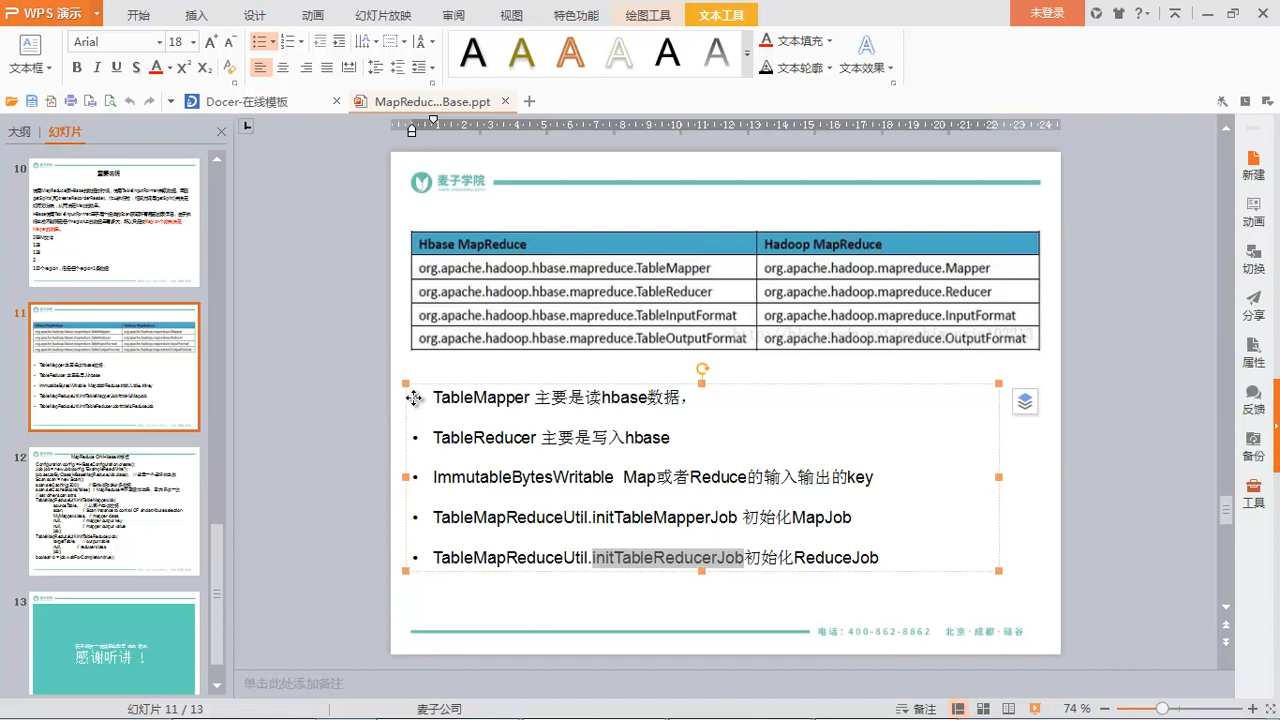 WPS 演示
开始
插入
设计
动画
幻灯片放映
审阅
视图
特色功能
绘图工具
文本工具
未登录
文本框
Arial
18
B I U S A X² X₂
A A A A A A
文本填充
文本轮廓
文本效果
Docer-在线模板
MapReduc...Base.ppt
大纲
幻灯片
10
重要说明
11
12
13
感谢听讲！
麦子学院
Hbase MapReduce
Hadoop MapReduce
org.apache.hadoop.hbase.mapreduce.TableMapper
org.apache.hadoop.mapreduce.Mapper
org.apache.hadoop.hbase.mapreduce.TableReducer
org.apache.hadoop.mapreduce.Reducer
org.apache.hadoop.hbase.mapreduce.TableInputFormat
org.apache.hadoop.mapreduce.InputFormat
org.apache.hadoop.hbase.mapreduce.TableOutputFormat
org.apache.hadoop.mapreduce.OutputFormat
TableMapper 主要是读hbase数据，
• TableReducer 主要是写入hbase
• ImmutableBytesWritable Map或者Reduce的输入输出的key
• TableMapReduceUtil.initTableMapperJob 初始化MapJob
• TableMapReduceUtil.initTableReducerJob初始化ReduceJob
电话：400-862-8862 北京·成都·硅谷
新建
动画
切换
分享
属性
反馈
备份
工具
单击此处添加备注
幻灯片 11 / 13
麦子公司
备注
74 %